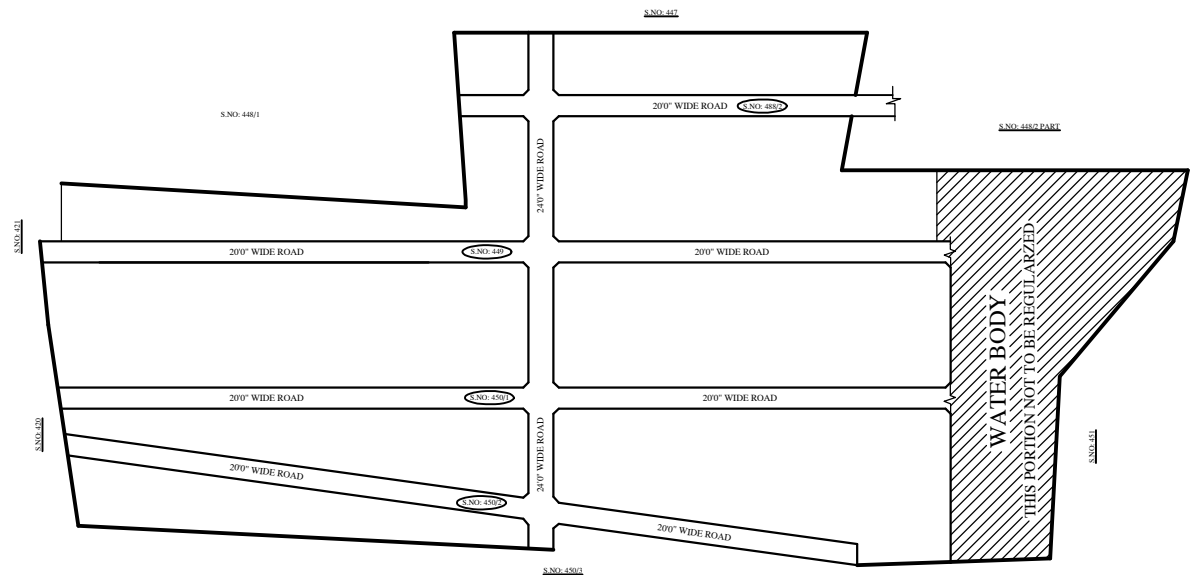 S.NO: 447
20'0" WIDE ROAD
S.NO: 488/2
S.NO: 448/1
S.NO: 448/2 PART
24'0" WIDE ROAD
S.NO: 421
20'0" WIDE ROAD
S.NO: 449
20'0" WIDE ROAD
WATER BODY
THIS PORTION NOT TO BE REGULARIZED
20'0" WIDE ROAD
S.NO: 450/1
20'0" WIDE ROAD
S.NO: 420
24'0" WIDE ROAD
S.NO: 451
20'0" WIDE ROAD
S.NO: 450/2
20'0" WIDE ROAD
S.NO: 450/3